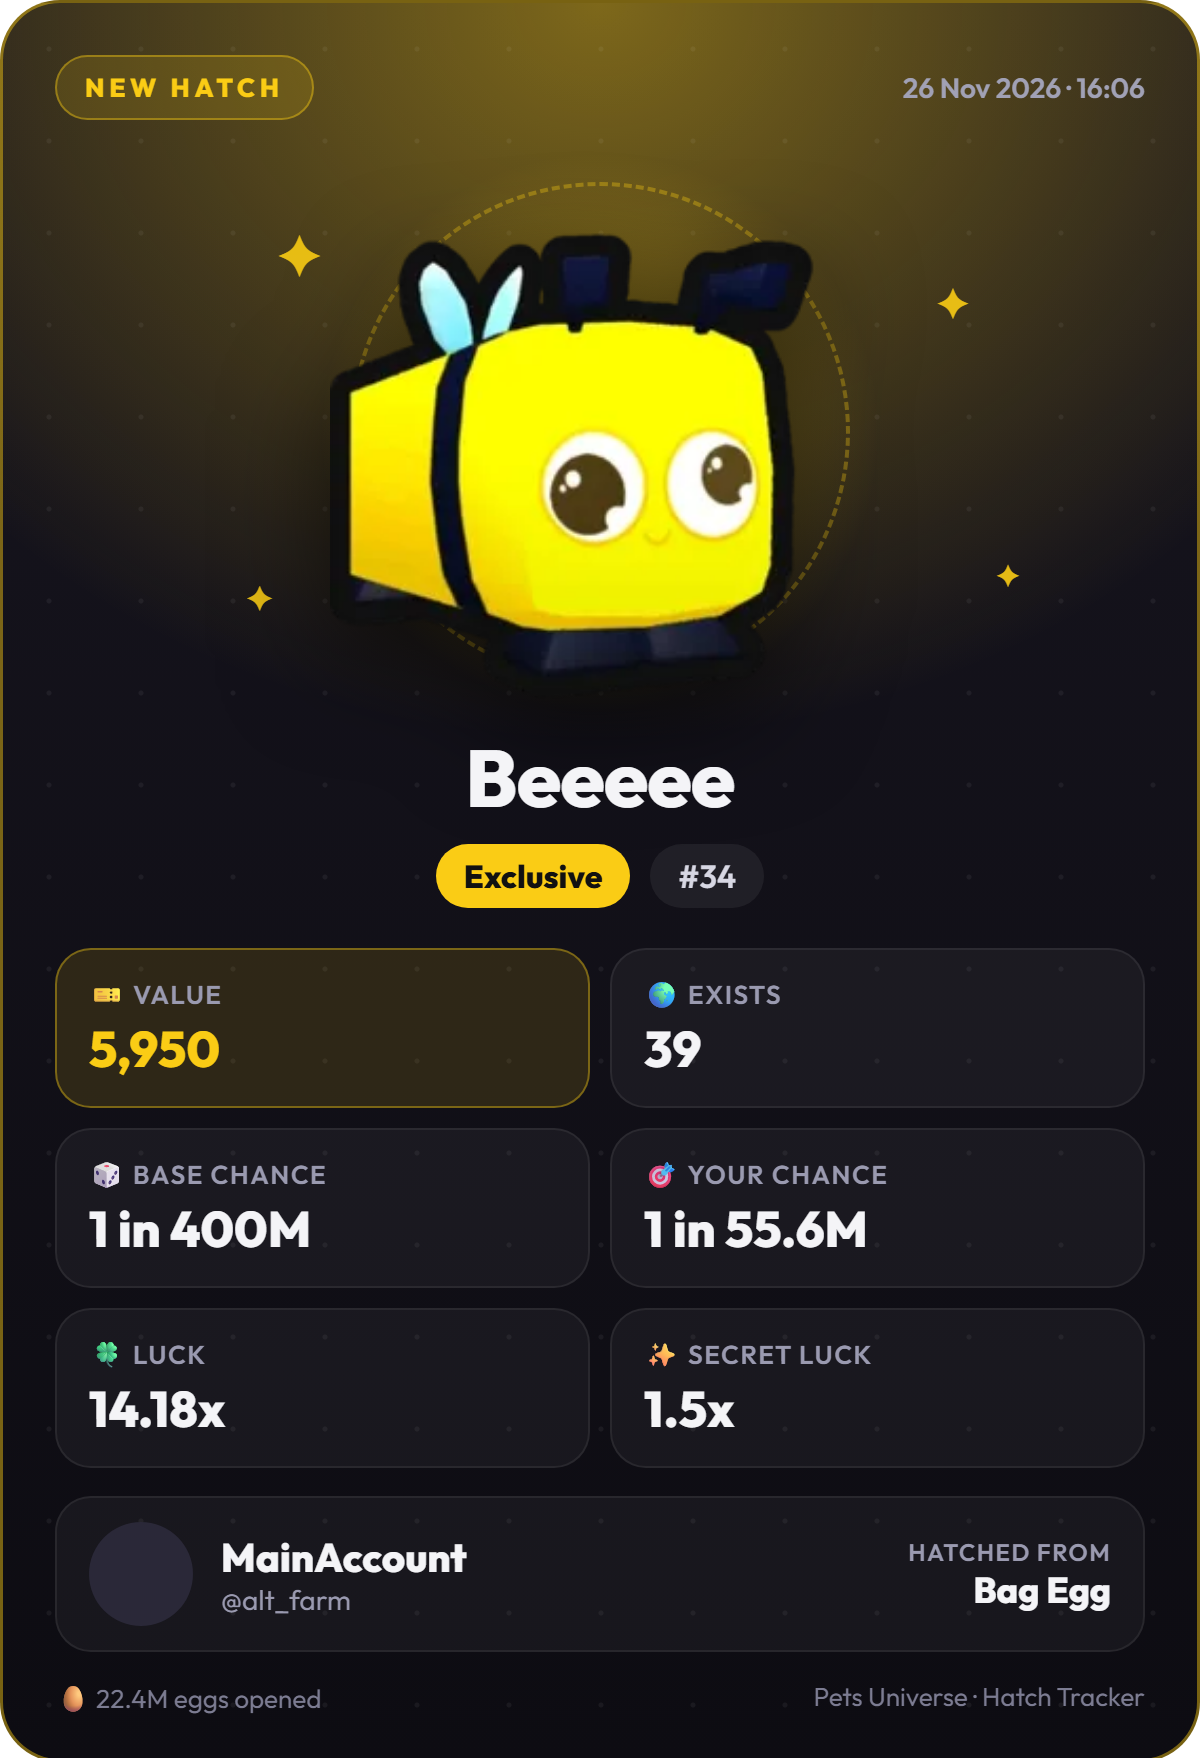 NEW HATCH
26 Nov 2026 · 16:06
Beeeee
Exclusive
#34
VALUE
5,950
EXISTS
39
BASE CHANCE
1 in 400M
YOUR CHANCE
1 in 55.6M
LUCK
14.18x
SECRET LUCK
1.5x
MainAccount
@alt_farm
HATCHED FROM
Bag Egg
22.4M eggs opened
Pets Universe · Hatch Tracker